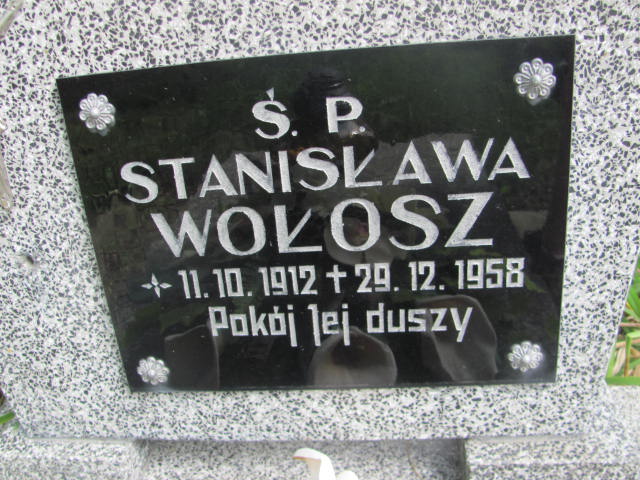 Ś. P.
STANISŁAWA
WOŁOSZ
11.10.1912 † 29.12.1958
Pokój Jej duszy